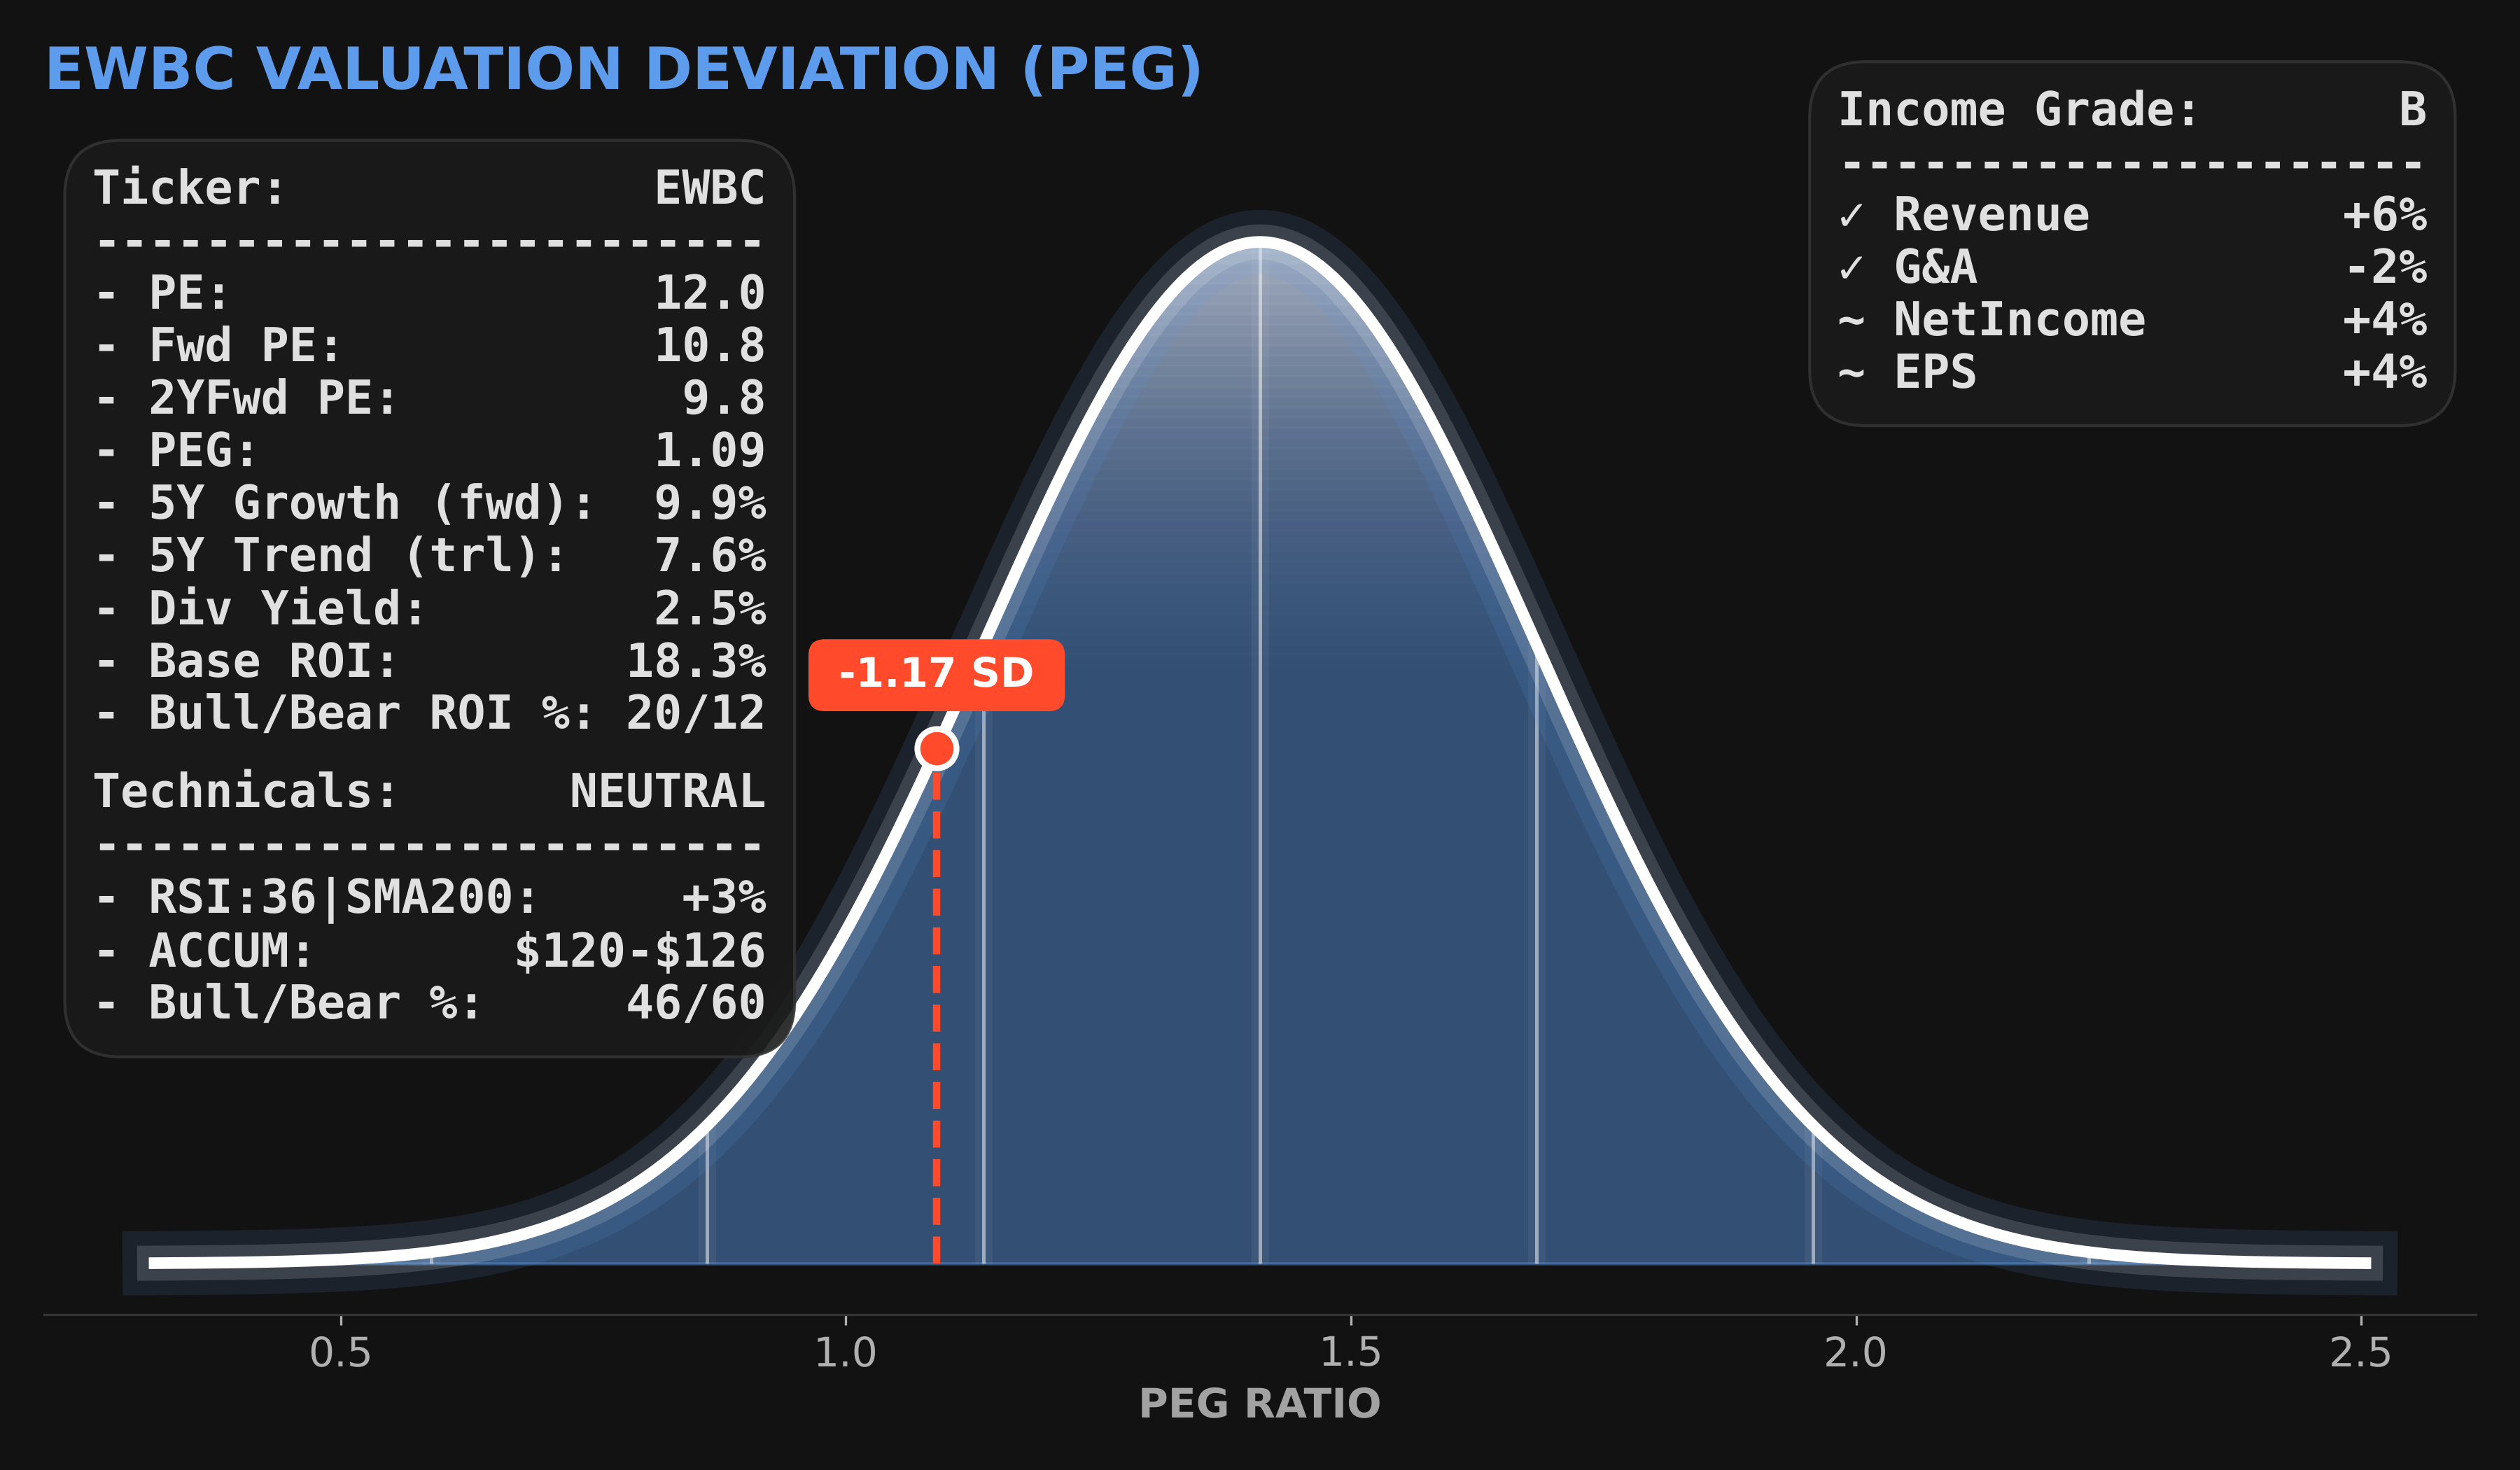 EWBC VALUATION DEVIATION (PEG)
Ticker: EWBC
------------------------
- PE: 12.0
- Fwd PE: 10.8
- 2YFwd PE: 9.8
- PEG: 1.09
- 5Y Growth (fwd): 9.9%
- 5Y Trend (trl): 7.6%
- Div Yield: 2.5%
- Base ROI: 18.3%
- Bull/Bear ROI %: 20/12
Technicals: NEUTRAL
------------------------
- RSI:36|SMA200: +3%
- ACCUM: $120-$126
- Bull/Bear %: 46/60
Income Grade: B
---------------------
✓ Revenue +6%
✓ G&A -2%
~ NetIncome +4%
~ EPS +4%
-1.17 SD
0.5 1.0 1.5 2.0 2.5
PEG RATIO